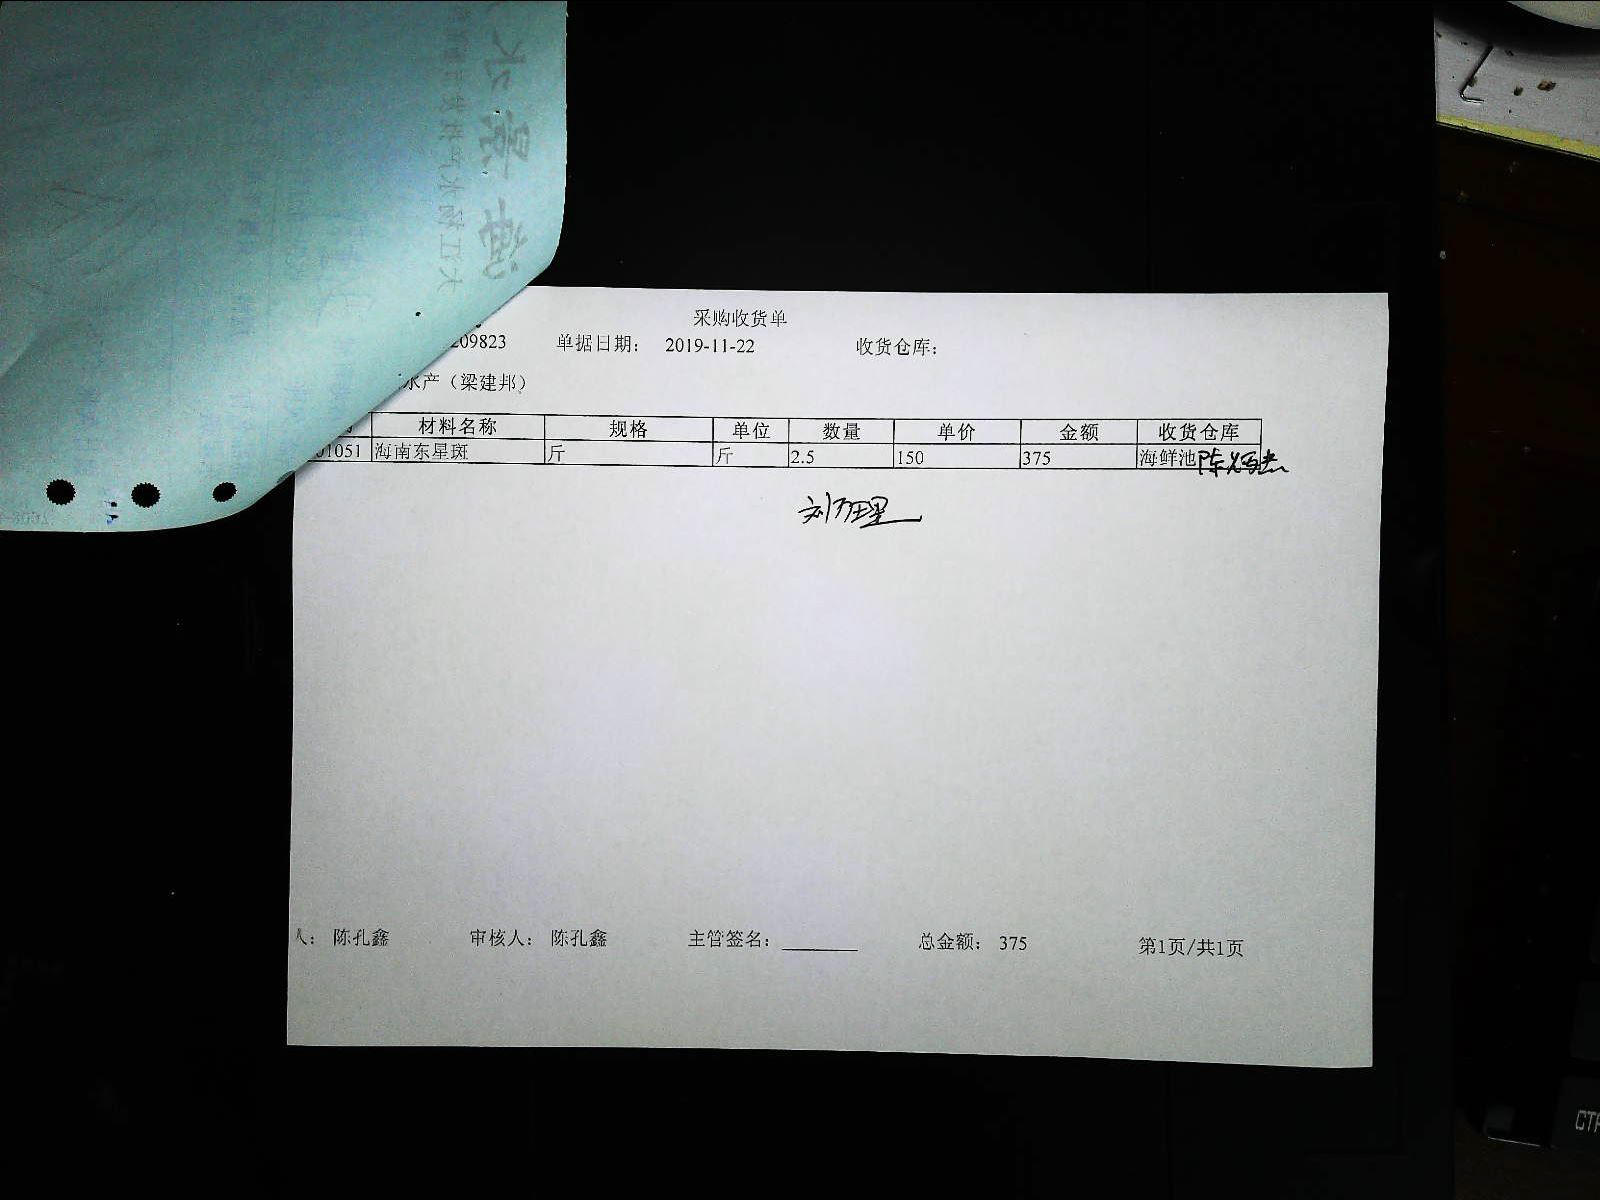 采购收货单
209823 单据日期： 2019-11-22 收货仓库：
水产（梁建邦）
材料名称 规格 单位 数量 单价 金额 收货仓库
01051 海南东星斑 斤 斤 2.5 150 375 海鲜池
人： 陈孔鑫 审核人： 陈孔鑫 主管签名： 总金额： 375 第1页/共1页